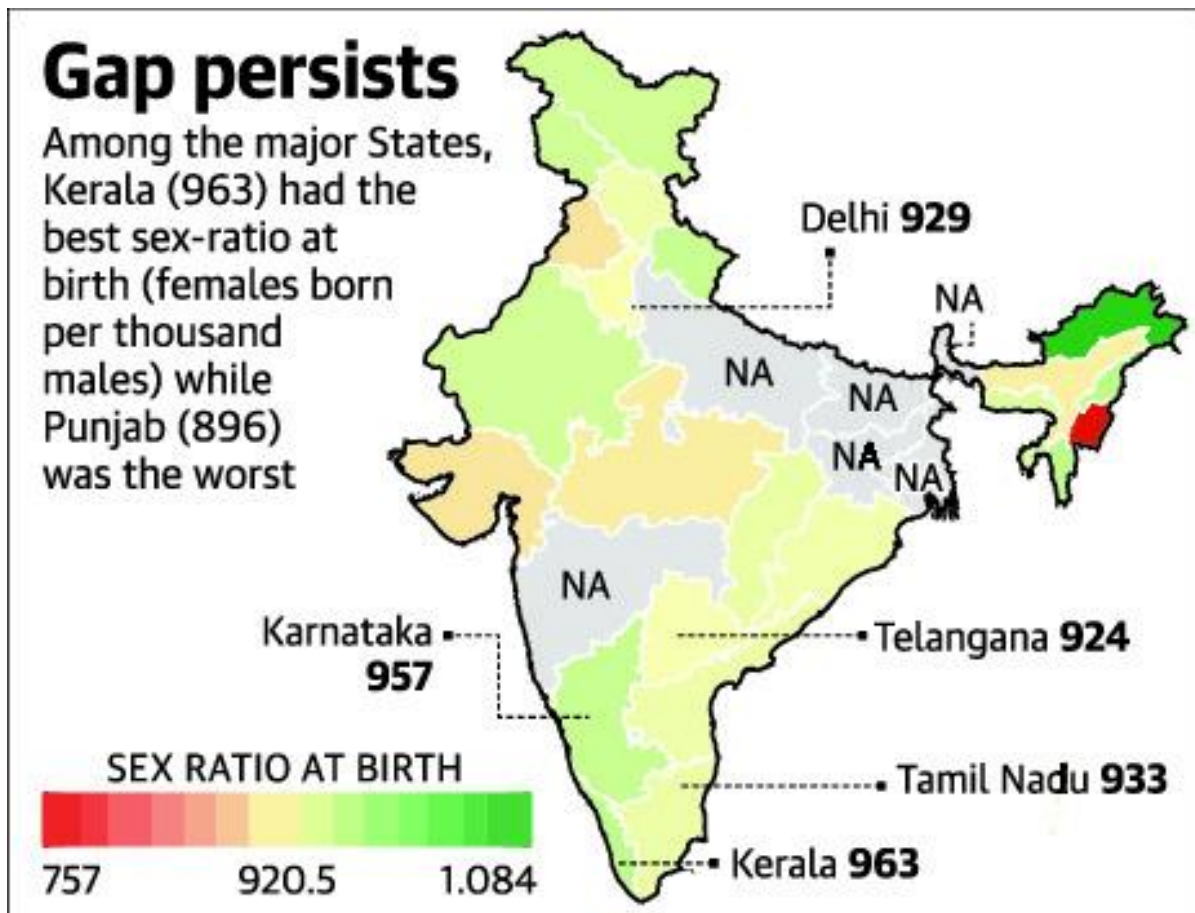 Gap persists
Among the major States,
Kerala (963) had the
best sex-ratio at
birth (females born
per thousand
males) while
Punjab (896)
was the worst
Delhi 929
NA
NA
NA
NA
NA
NA
Karnataka
957
Telangana 924
Tamil Nadu 933
Kerala 963
SEX RATIO AT BIRTH
757 920.5 1.084